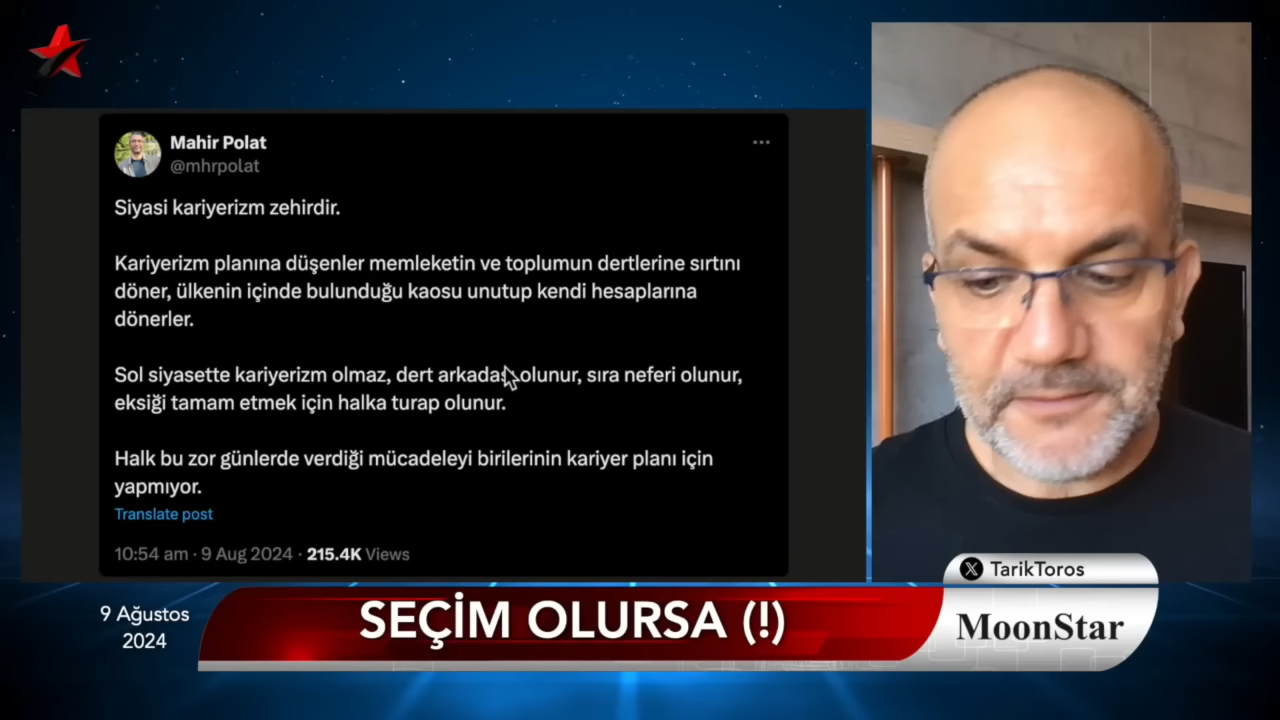 Mahir Polat
@mhrpolat
Siyasi kariyerizm zehirdir.
Kariyerizm planına düşenler memleketin ve toplumun dertlerine sırtını
döner, ülkenin içinde bulunduğu kaosu unutup kendi hesaplarına
dönerler.
Sol siyasette kariyerizm olmaz, dert arkadaşı olunur, sıra neferi olunur,
eksiği tamam etmek için halka turap olunur.
Halk bu zor günlerde verdiği mücadeleyi birilerinin kariyer planı için
yapmıyor.
Translate post
10:54 am · 9 Aug 2024 · 215.4K Views
TarikToros
MoonStar
9 Ağustos
2024
SEÇİM OLURSA (!)